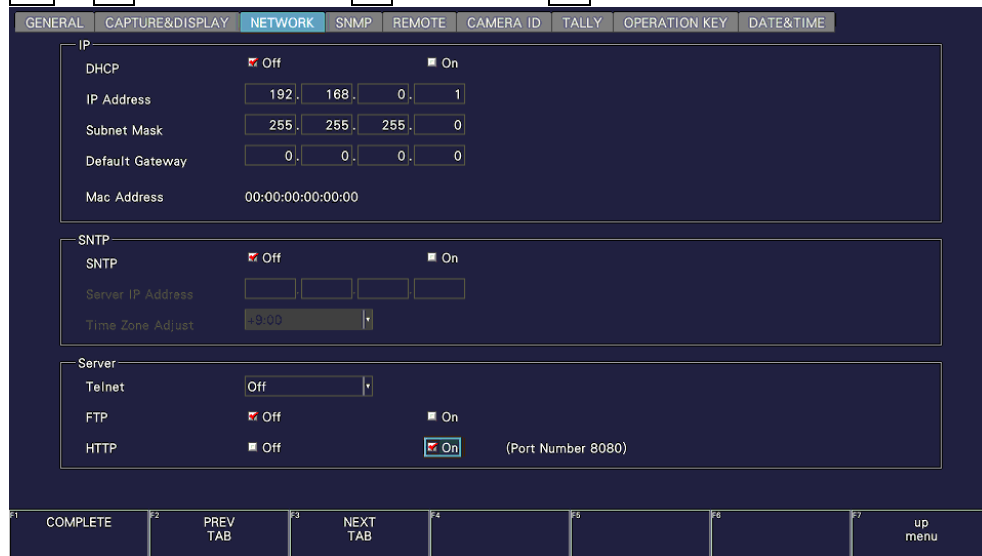 GENERAL CAPTURE&DISPLAY NETWORK SNMP REMOTE CAMERA ID TALLY OPERATION KEY DATE&TIME
IP
DHCP Off On
IP Address 192. 168. 0. 1
Subnet Mask 255. 255. 255. 0
Default Gateway 0. 0. 0. 0
Mac Address 00:00:00:00:00:00
SNTP
SNTP Off On
Server IP Address . . .
Time Zone Adjust +9:00
Server
Telnet Off
FTP Off On
HTTP Off On (Port Number 8080)
F1 COMPLETE F2 PREV TAB F3 NEXT TAB F4 F5 F6 F7 up menu